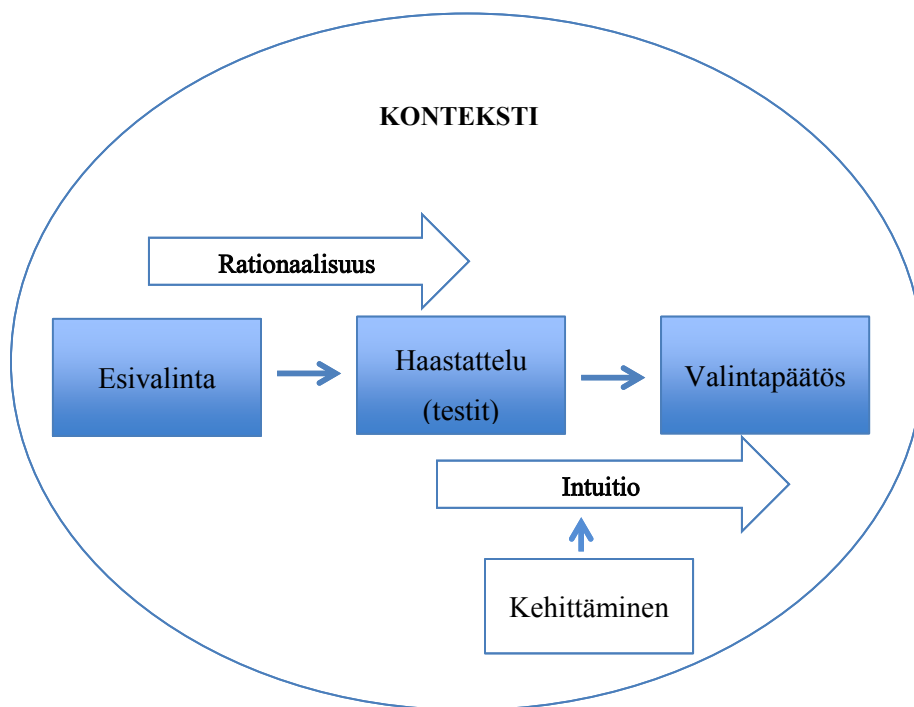 KONTEKSTI
Rationaalisuus
Esivalinta
Haastattelu
(testit)
Valintapäätös
Intuitio
Kehittäminen